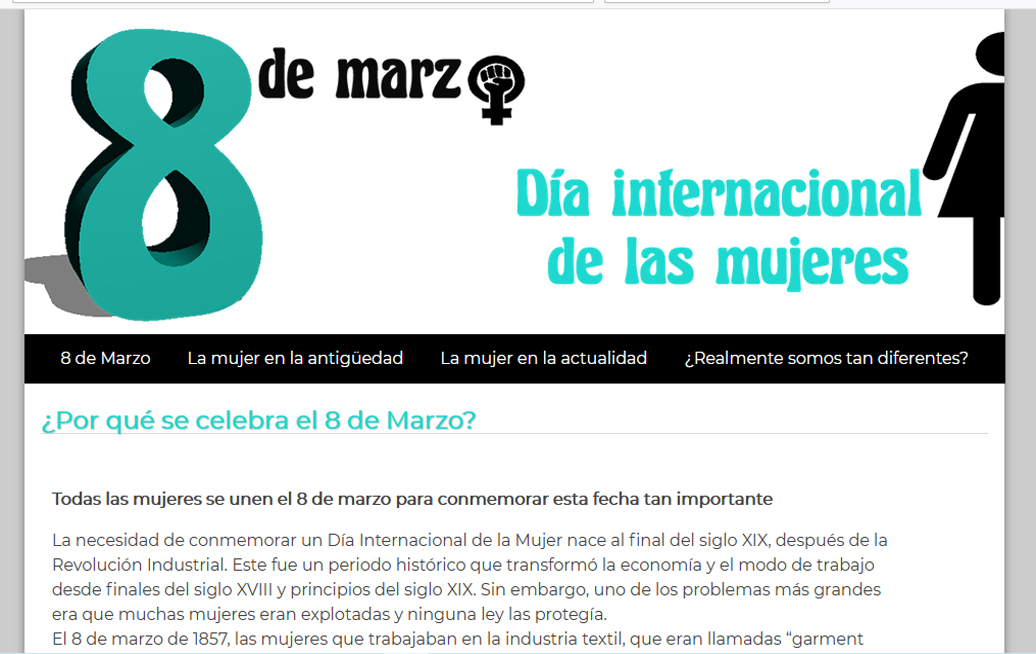 8 de marzo
Día internacional
de las mujeres
8 de Marzo La mujer en la antigüedad La mujer en la actualidad ¿Realmente somos tan diferentes?
¿Por qué se celebra el 8 de Marzo?
Todas las mujeres se unen el 8 de marzo para conmemorar esta fecha tan importante
La necesidad de conmemorar un Día Internacional de la Mujer nace al final del siglo XIX, después de la
Revolución Industrial. Este fue un periodo histórico que transformó la economía y el modo de trabajo
desde finales del siglo XVIII y principios del siglo XIX. Sin embargo, uno de los problemas más grandes
era que muchas mujeres eran explotadas y ninguna ley las protegía.
El 8 de marzo de 1857, las mujeres que trabajaban en la industria textil, que eran llamadas “garment